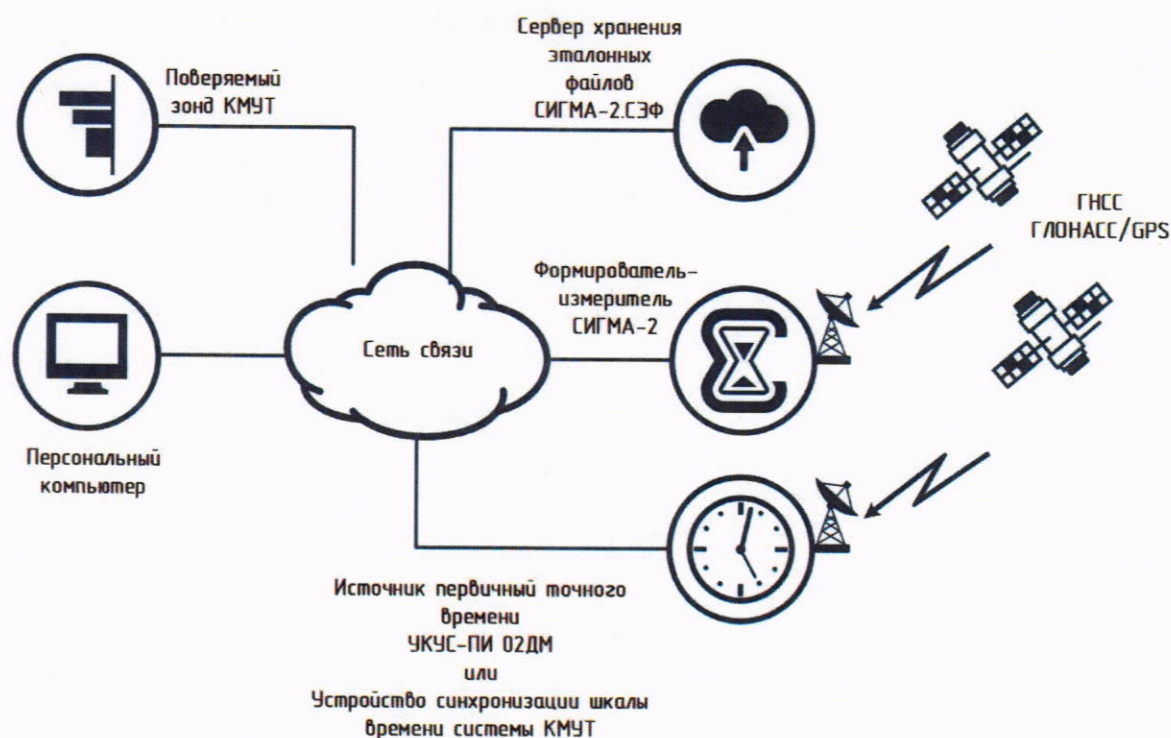 Сервер хранения
эталонных
файлов
СИГМА-2.СЭФ
Поверяемый
зонд КМУТ
ГНСС
ГЛОНАСС/GPS
Формирователь-
измеритель
СИГМА-2
Сеть связи
Персональный
компьютер
Источник первичный точного
времени
УКУС-ПИ 02ДМ
или
Устройство синхронизации шкалы
времени системы КМУТ